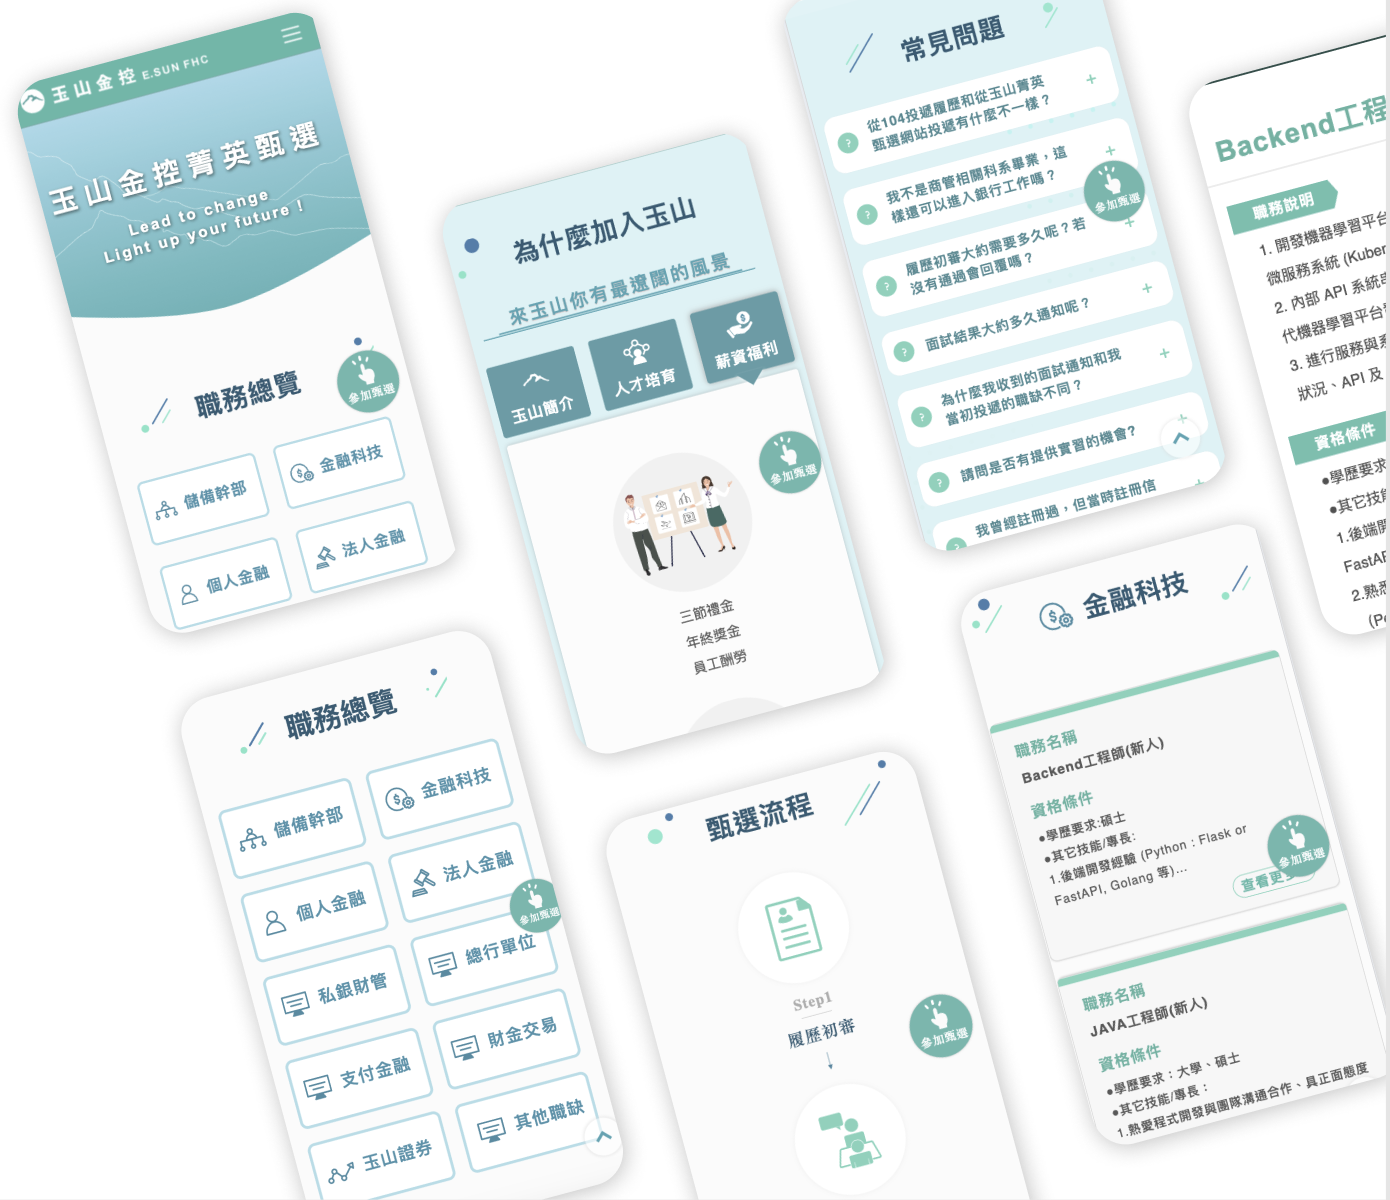 玉山金控 E.SUN FHC
玉山金控菁英甄選
Lead to change
Light up your future !
職務總覽
參加甄選
儲備幹部
金融科技
個人金融
法人金融
為什麼加入玉山
來玉山你有最遼闊的風景
玉山簡介
人才培育
薪資福利
參加甄選
三節禮金
年終獎金
員工酬勞
常見問題
從104投遞履歷和從玉山菁英
甄選網站投遞有什麼不一樣？
我不是商管相關科系畢業，這
樣還可以進入銀行工作嗎？
參加甄選
履歷初審大約需要多久呢？若
沒有通過會回覆嗎？
面試結果大約多久通知呢？
為什麼我收到的面試通知和我
當初投遞的職缺不同？
請問是否有提供實習的機會?
我曾經註冊過，但當時註冊信
Backend工程
職務說明
1. 開發機器學習平台
微服務系統 (Kuber
2. 內部 API 系統
代機器學習平台
3. 進行服務與
狀況、API 及
資格條件
●學歷要求
●其它技能
1.後端開
FastAP
2.熟悉
職務總覽
儲備幹部
金融科技
個人金融
法人金融
參加甄選
私銀財管
總行單位
支付金融
財金交易
玉山證券
其他職缺
甄選流程
Step1
履歷初審
參加甄選
金融科技
職務名稱
Backend工程師(新人)
資格條件
●學歷要求:碩士
●其它技能/專長:
1.後端開發經驗 (Python : Flask or
FastAPI, Golang 等)...
查看更
參加甄選
職務名稱
JAVA工程師(新人)
資格條件
●學歷要求：大學、碩士
●其它技能/專長：
1.熱愛程式開發與團隊溝通合作、具正面態度